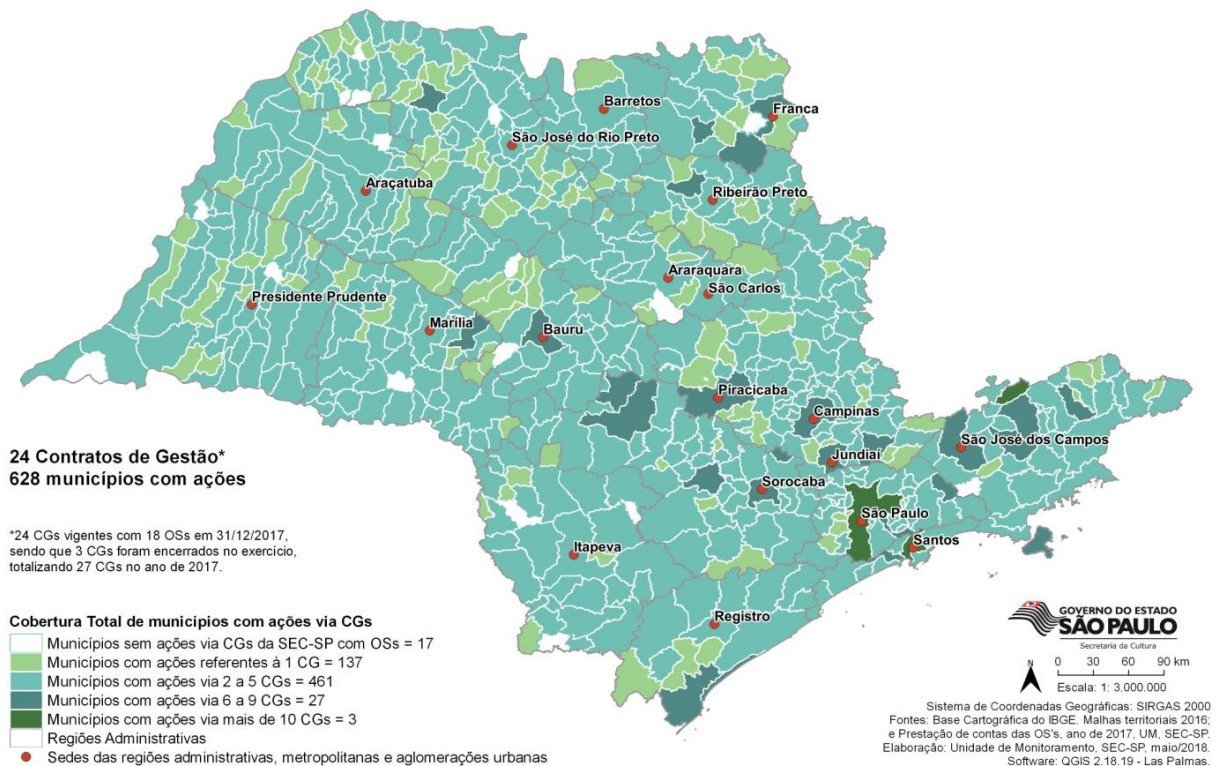 Barretos
Franca
São José do Rio Preto
Araçatuba
Ribeirão Preto
Araraquara
São Carlos
Presidente Prudente
Marília
Bauru
Piracicaba
Campinas
São José dos Campos
Jundiaí
Sorocaba
São Paulo
Santos
Itapeva
Registro
24 Contratos de Gestão*
628 municípios com ações
*24 CGs vigentes com 18 OSs em 31/12/2017,
sendo que 3 CGs foram encerrados no exercício,
totalizando 27 CGs no ano de 2017.
Cobertura Total de municípios com ações via CGs
Municípios sem ações via CGs da SEC-SP com OSs = 17
Municípios com ações referentes à 1 CG = 137
Municípios com ações via 2 a 5 CGs = 461
Municípios com ações via 6 a 9 CGs = 27
Municípios com ações via mais de 10 CGs = 3
Regiões Administrativas
Sedes das regiões administrativas, metropolitanas e aglomerações urbanas
GOVERNO DO ESTADO
SÃO PAULO
Secretaria da Cultura
N
0 30 60 90 km
Escala: 1: 3.000.000
Sistema de Coordenadas Geográficas: SIRGAS 2000
Fontes: Base Cartográfica do IBGE. Malhas territoriais 2016;
e Prestação de contas das OS's, ano de 2017, UM, SEC-SP.
Elaboração: Unidade de Monitoramento, SEC-SP, maio/2018.
Software: QGIS 2.18.19 - Las Palmas.